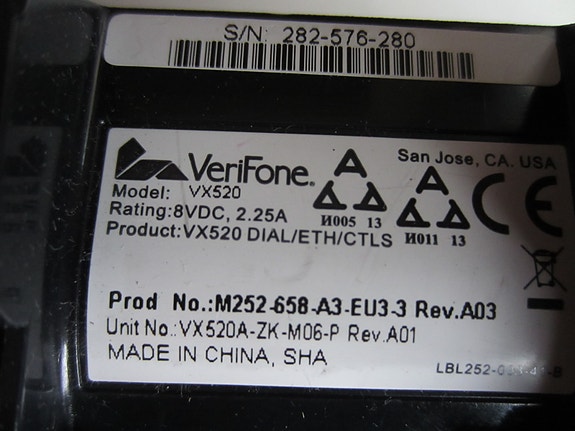 S/N: 282-576-280
VeriFone®
San Jose, CA. USA
A
A
CE
И005 13
И011 13
Model: VX520
Rating:8VDC, 2.25A
Product:VX520 DIAL/ETH/CTLS
Prod No.:M252-658-A3-EU3-3 Rev.A03
Unit No.:VX520A-ZK-M06-P Rev.A01
MADE IN CHINA, SHA